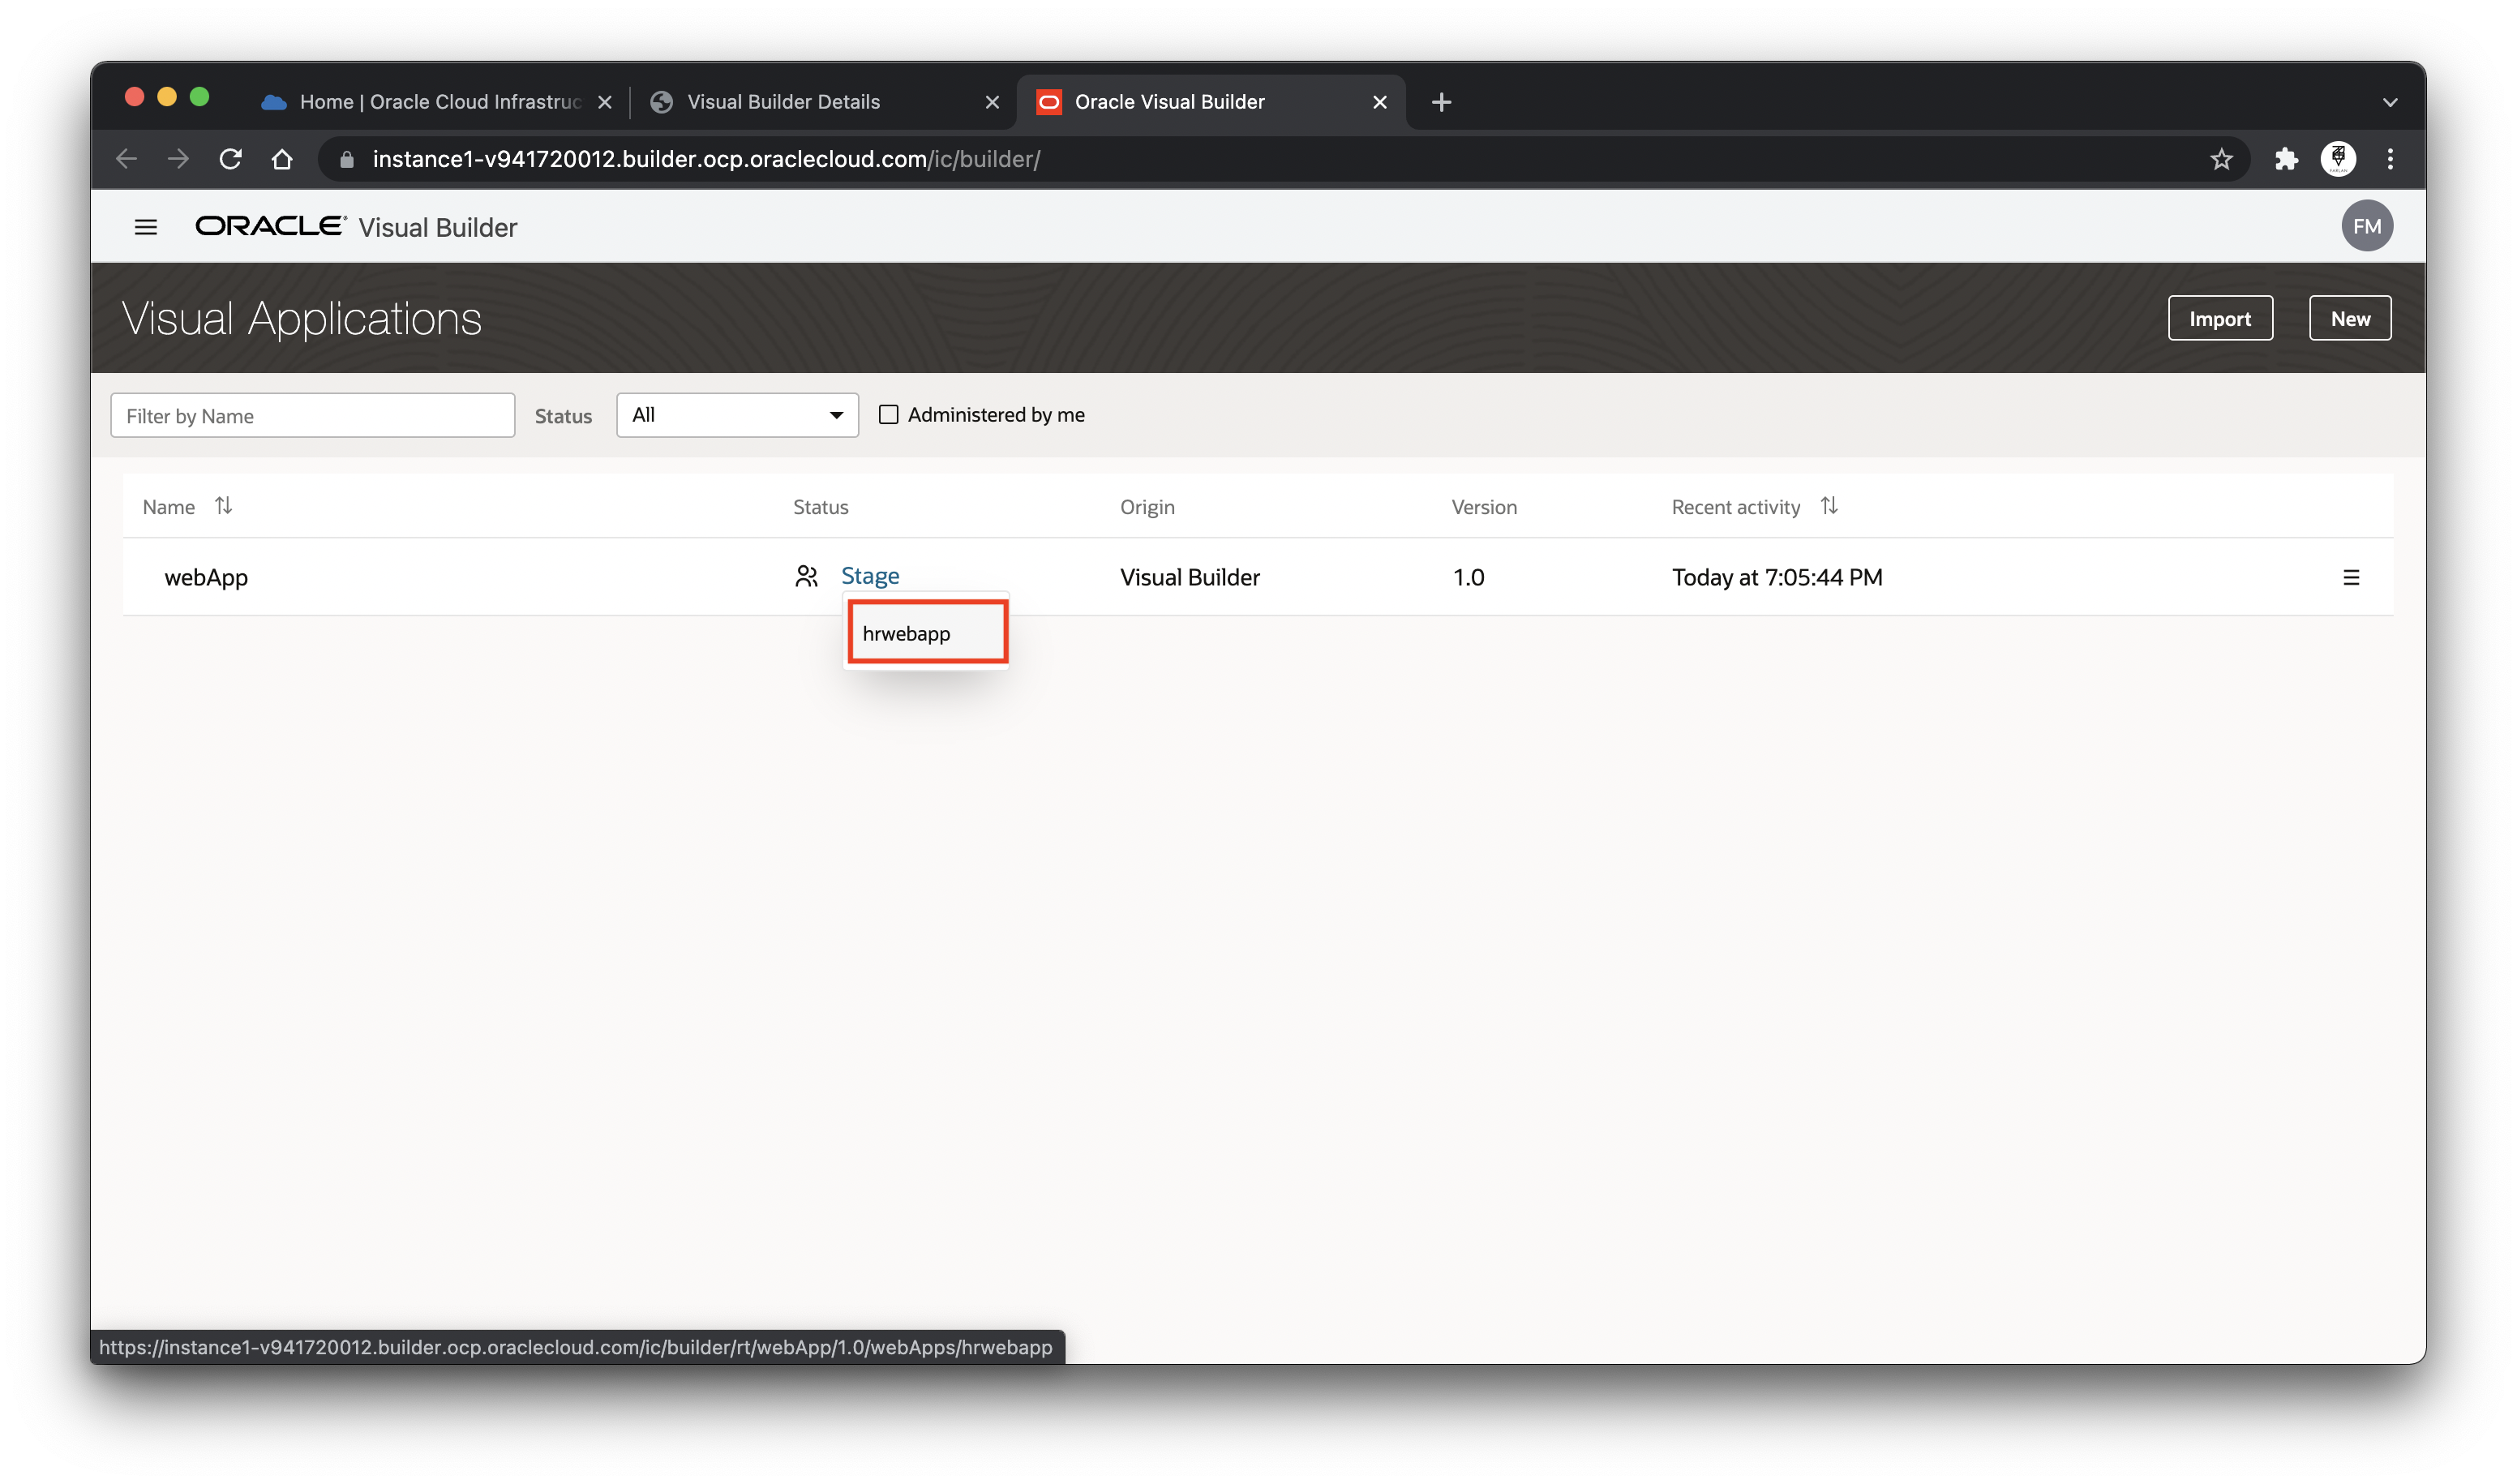 Home | Oracle Cloud Infrastruc
Visual Builder Details
Oracle Visual Builder
instance1-v941720012.builder.ocp.oraclecloud.com/ic/builder/
ORACLE Visual Builder
FM
Visual Applications
Import
New
Filter by Name
Status
All
Administered by me
Name
Status
Origin
Version
Recent activity
webApp
Stage
Visual Builder
1.0
Today at 7:05:44 PM
hrwebapp
https://instance1-v941720012.builder.ocp.oraclecloud.com/ic/builder/rt/webApp/1.0/webApps/hrwebapp